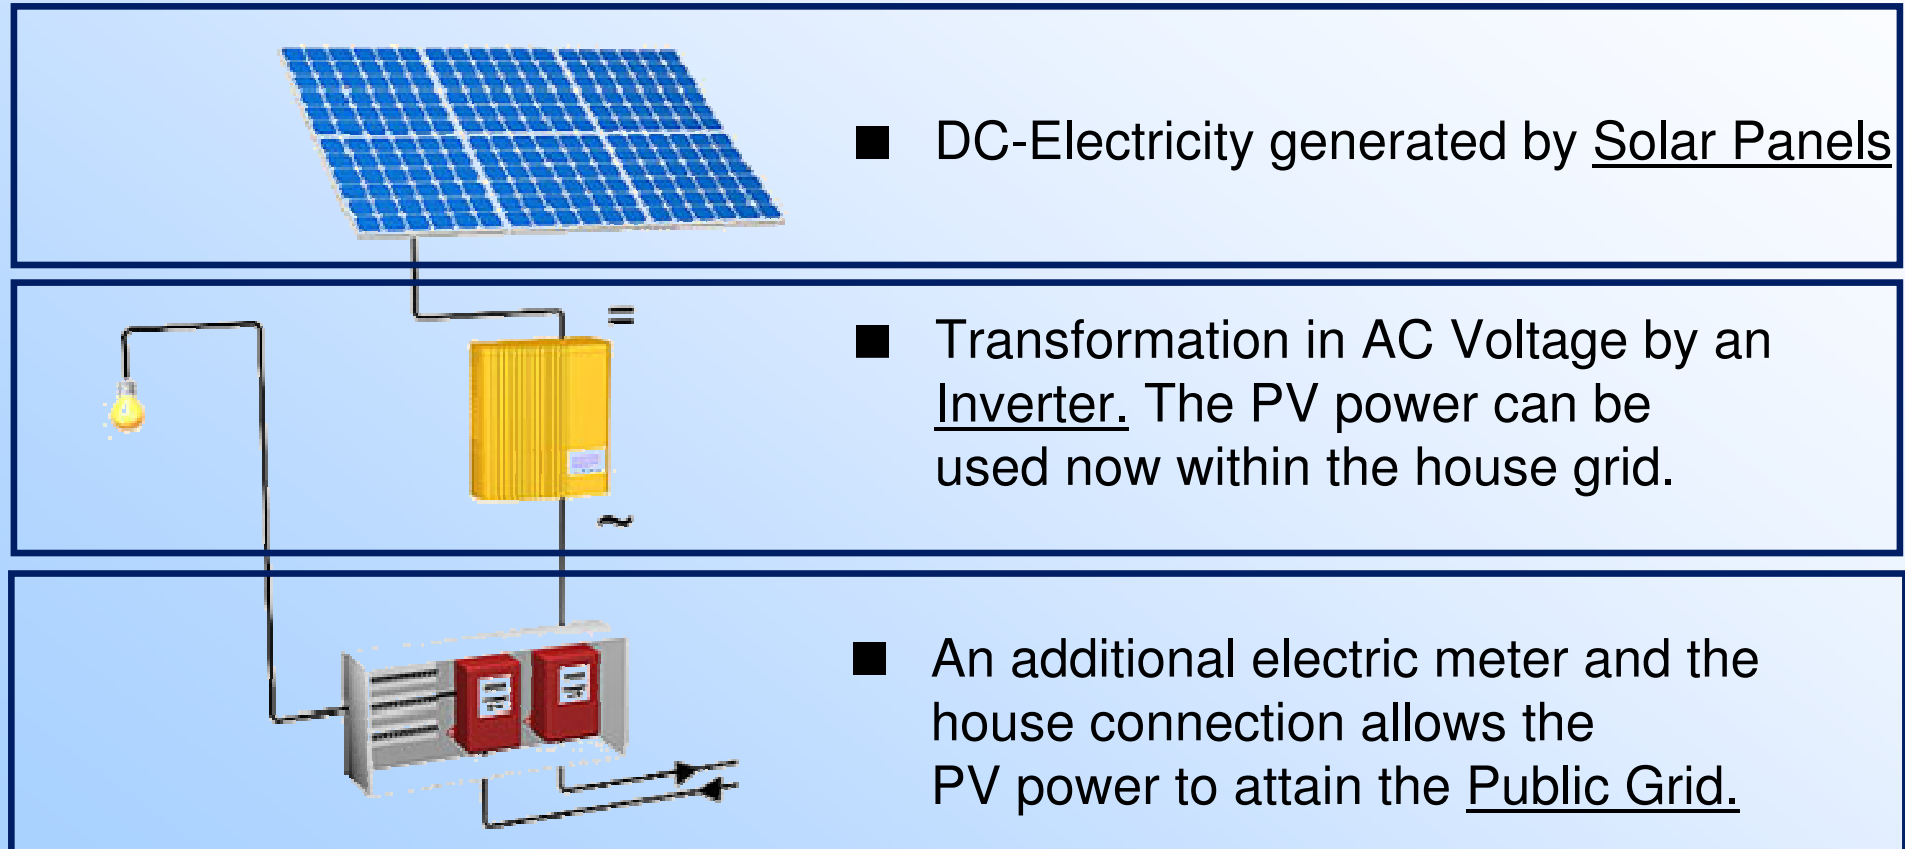 ■ DC-Electricity generated by Solar Panels
=
■ Transformation in AC Voltage by an
Inverter. The PV power can be
used now within the house grid.
~
■ An additional electric meter and the
house connection allows the
PV power to attain the Public Grid.